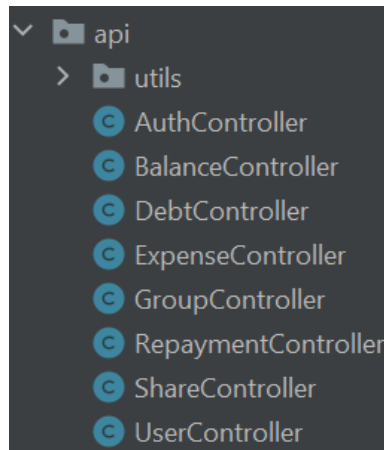 api
utils
AuthController
BalanceController
DebtController
ExpenseController
GroupController
RepaymentController
ShareController
UserController